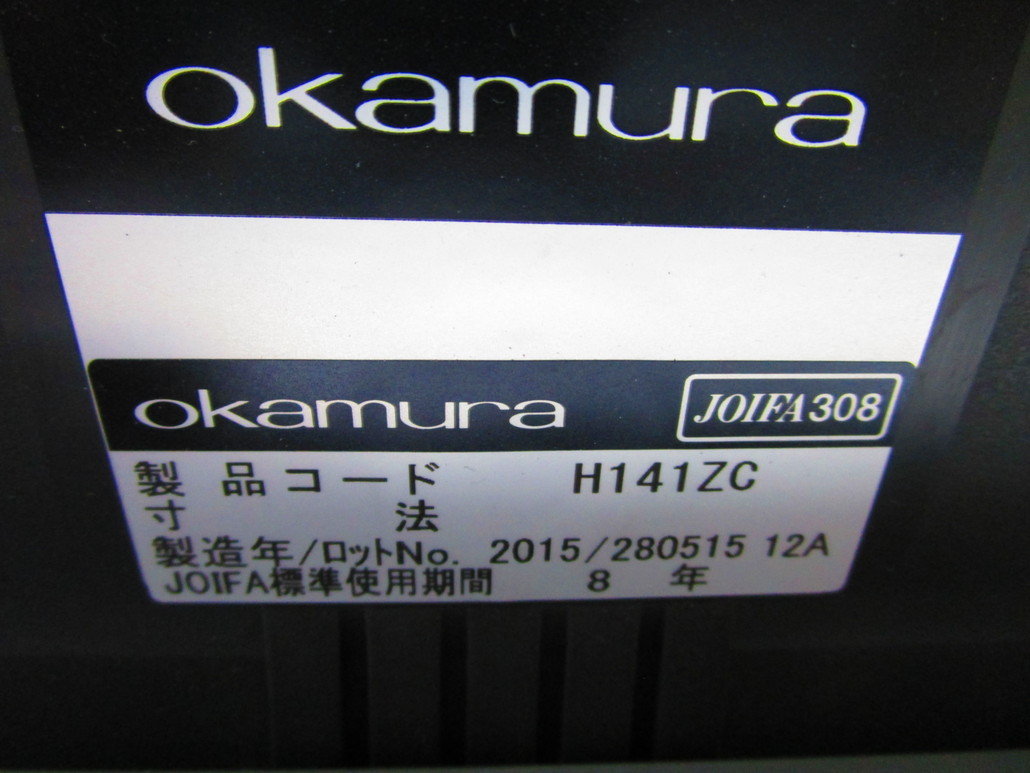 okamura
okamura JOIFA308
製品コード H141ZC
寸法
製造年/ロットNo. 2015/280515 12A
JOIFA標準使用期間 8 年